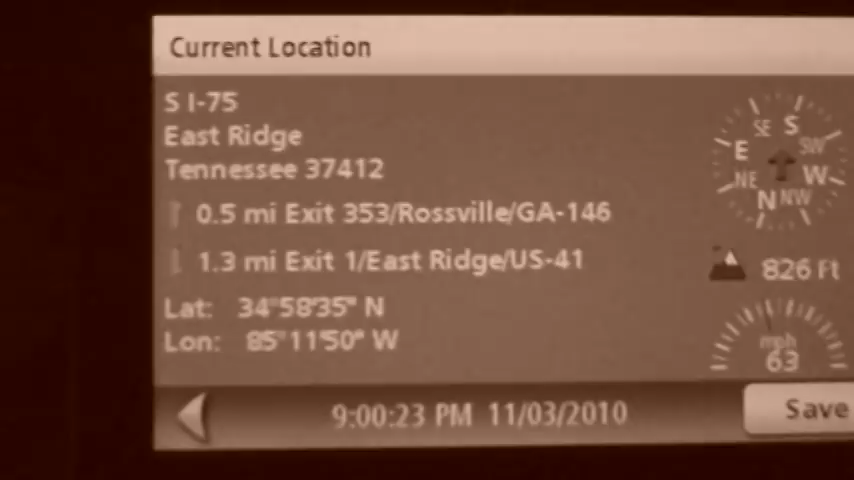 Current Location
S I-75
East Ridge
Tennessee 37412
0.5 mi Exit 353/Rossville/GA-146
1.3 mi Exit 1/East Ridge/US-41
Lat: 34°58'35" N
Lon: 85°11'50" W
SE S SW
E W
NE N NW
826 Ft
mph
63
9:00:23 PM 11/03/2010
Save